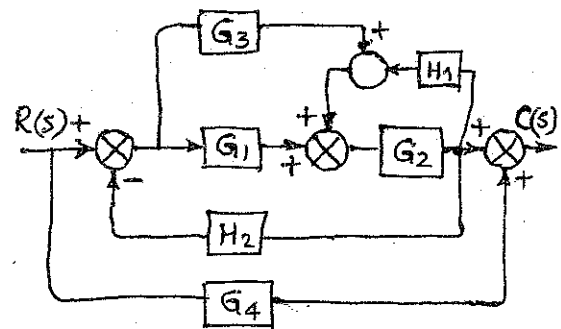 G3
+
H1
R(s) +
+
+
C(s)
G1
+
G2
+
-
H2
G4